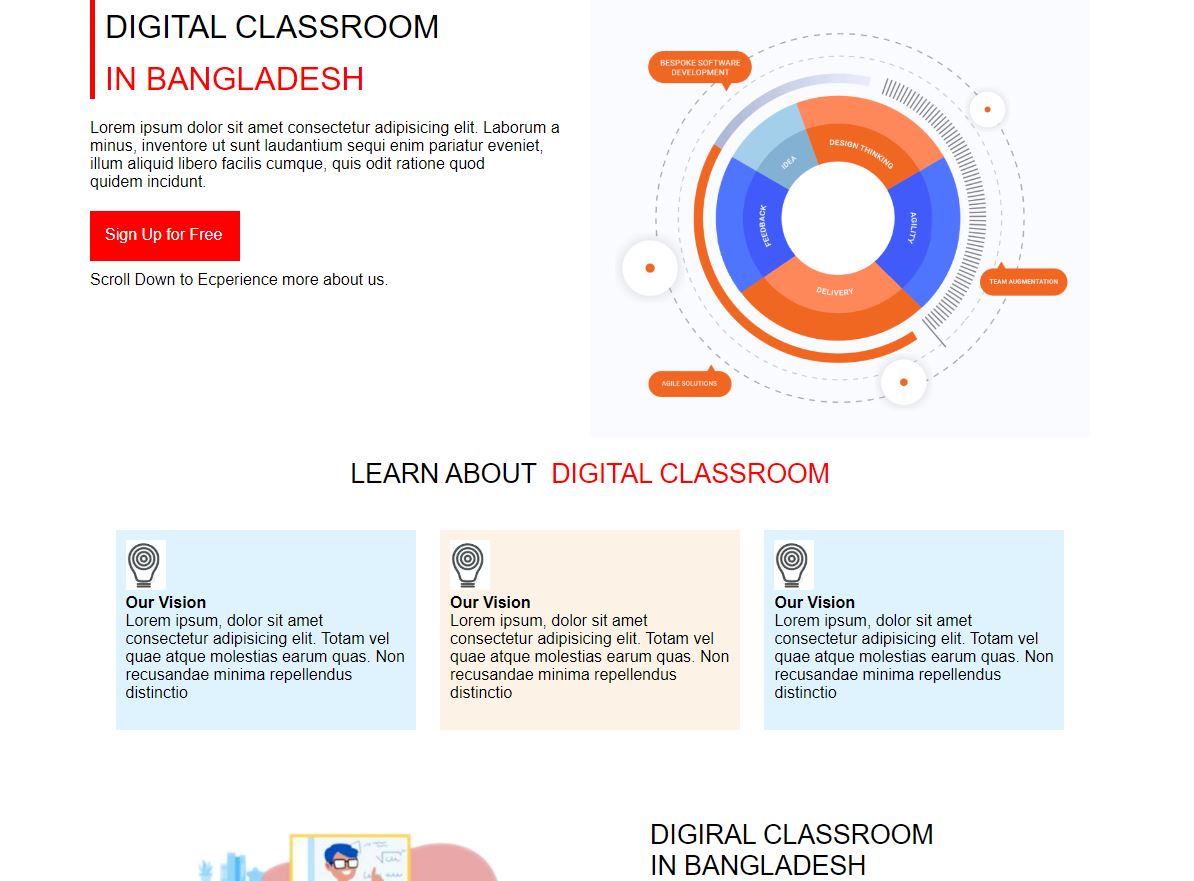 DIGITAL CLASSROOM
IN BANGLADESH
Lorem ipsum dolor sit amet consectetur adipisicing elit. Laborum a
minus, inventore ut sunt laudantium sequi enim pariatur eveniet,
illum aliquid libero facilis cumque, quis odit ratione quod
quidem incidunt.
Sign Up for Free
Scroll Down to Ecperience more about us.
BESPOKE SOFTWARE
DEVELOPMENT
IDEA
DESIGN THINKING
FEEDBACK
AGILITY
DELIVERY
TEAM AUGMENTATION
AGILE SOLUTIONS
LEARN ABOUT DIGITAL CLASSROOM
Our Vision
Lorem ipsum, dolor sit amet
consectetur adipisicing elit. Totam vel
quae atque molestias earum quas. Non
recusandae minima repellendus
distinctio
Our Vision
Lorem ipsum, dolor sit amet
consectetur adipisicing elit. Totam vel
quae atque molestias earum quas. Non
recusandae minima repellendus
distinctio
Our Vision
Lorem ipsum, dolor sit amet
consectetur adipisicing elit. Totam vel
quae atque molestias earum quas. Non
recusandae minima repellendus
distinctio
DIGIRAL CLASSROOM
IN BANGLADESH